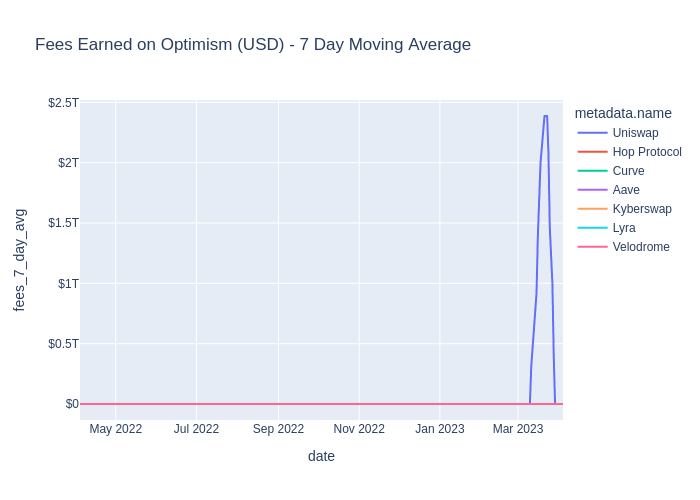 Fees Earned on Optimism (USD) - 7 Day Moving Average
metadata.name
Uniswap
Hop Protocol
Curve
Aave
Kyberswap
Lyra
Velodrome
fees_7_day_avg
$2.5T
$2T
$1.5T
$1T
$0.5T
$0
May 2022
Jul 2022
Sep 2022
Nov 2022
Jan 2023
Mar 2023
date